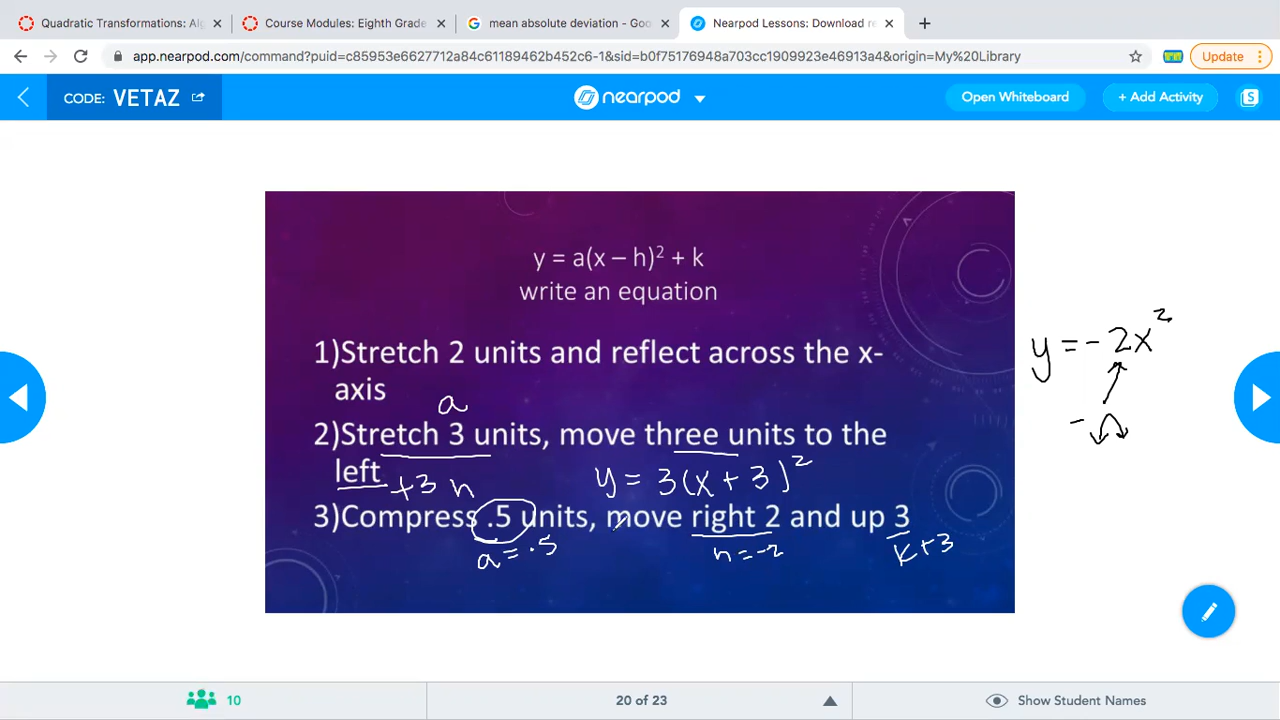 Quadratic Transformations: Alg
Course Modules: Eighth Grade
mean absolute deviation - Goo
Nearpod Lessons: Download re
app.nearpod.com/command?puid=c85953e6627712a84c61189462b452c6-1&sid=b0f75176948a703cc1909923e46913a4&origin=My%20Library
Update
CODE: VETAZ
nearpod
Open Whiteboard
+ Add Activity
S
y = a(x – h)² + k
write an equation
1)Stretch 2 units and reflect across the x-
axis
y = - 2x²
-
a
2)Stretch 3 units, move three units to the
left
+3 h
y = 3(x + 3)²
3)Compress .5 units, move right 2 and up 3
a = .5
h = -2
k + 3
10
20 of 23
Show Student Names